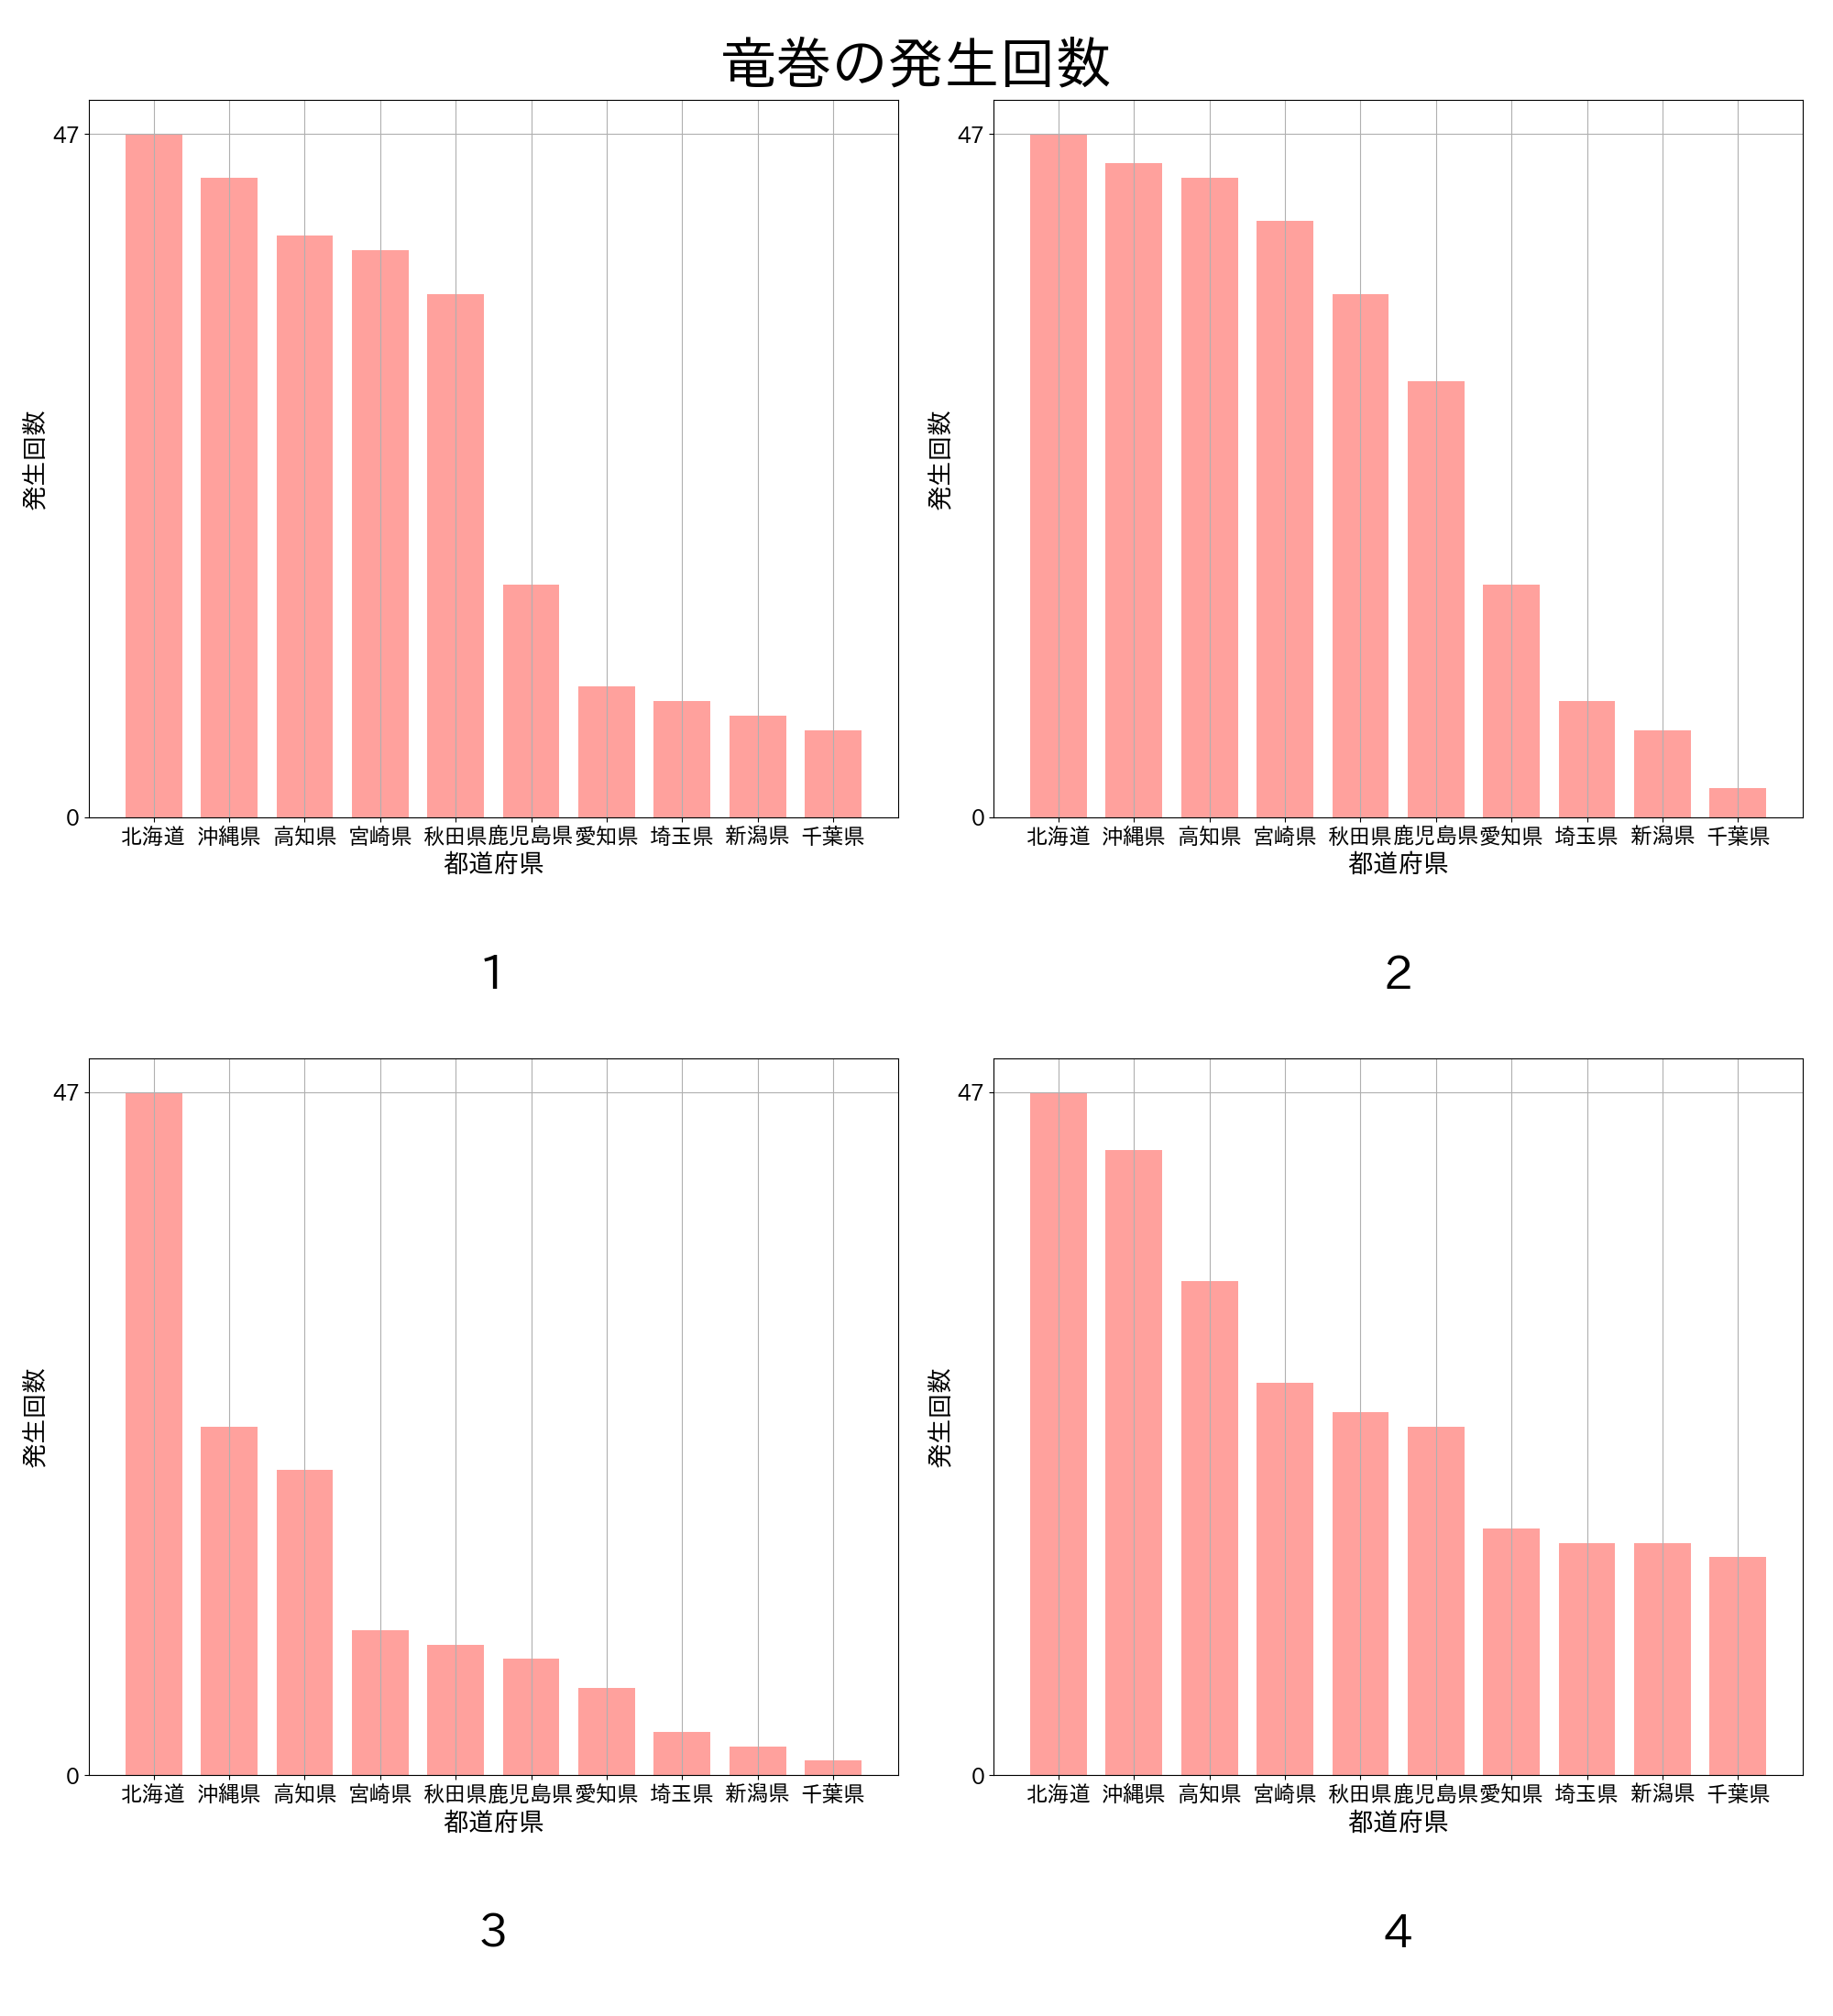 竜巻の発生回数
47
0
発生回数
北海道 沖縄県 高知県 宮崎県 秋田県 鹿児島県 愛知県 埼玉県 新潟県 千葉県
都道府県
1
47
0
発生回数
北海道 沖縄県 高知県 宮崎県 秋田県 鹿児島県 愛知県 埼玉県 新潟県 千葉県
都道府県
2
47
0
発生回数
北海道 沖縄県 高知県 宮崎県 秋田県 鹿児島県 愛知県 埼玉県 新潟県 千葉県
都道府県
3
47
0
発生回数
北海道 沖縄県 高知県 宮崎県 秋田県 鹿児島県 愛知県 埼玉県 新潟県 千葉県
都道府県
4